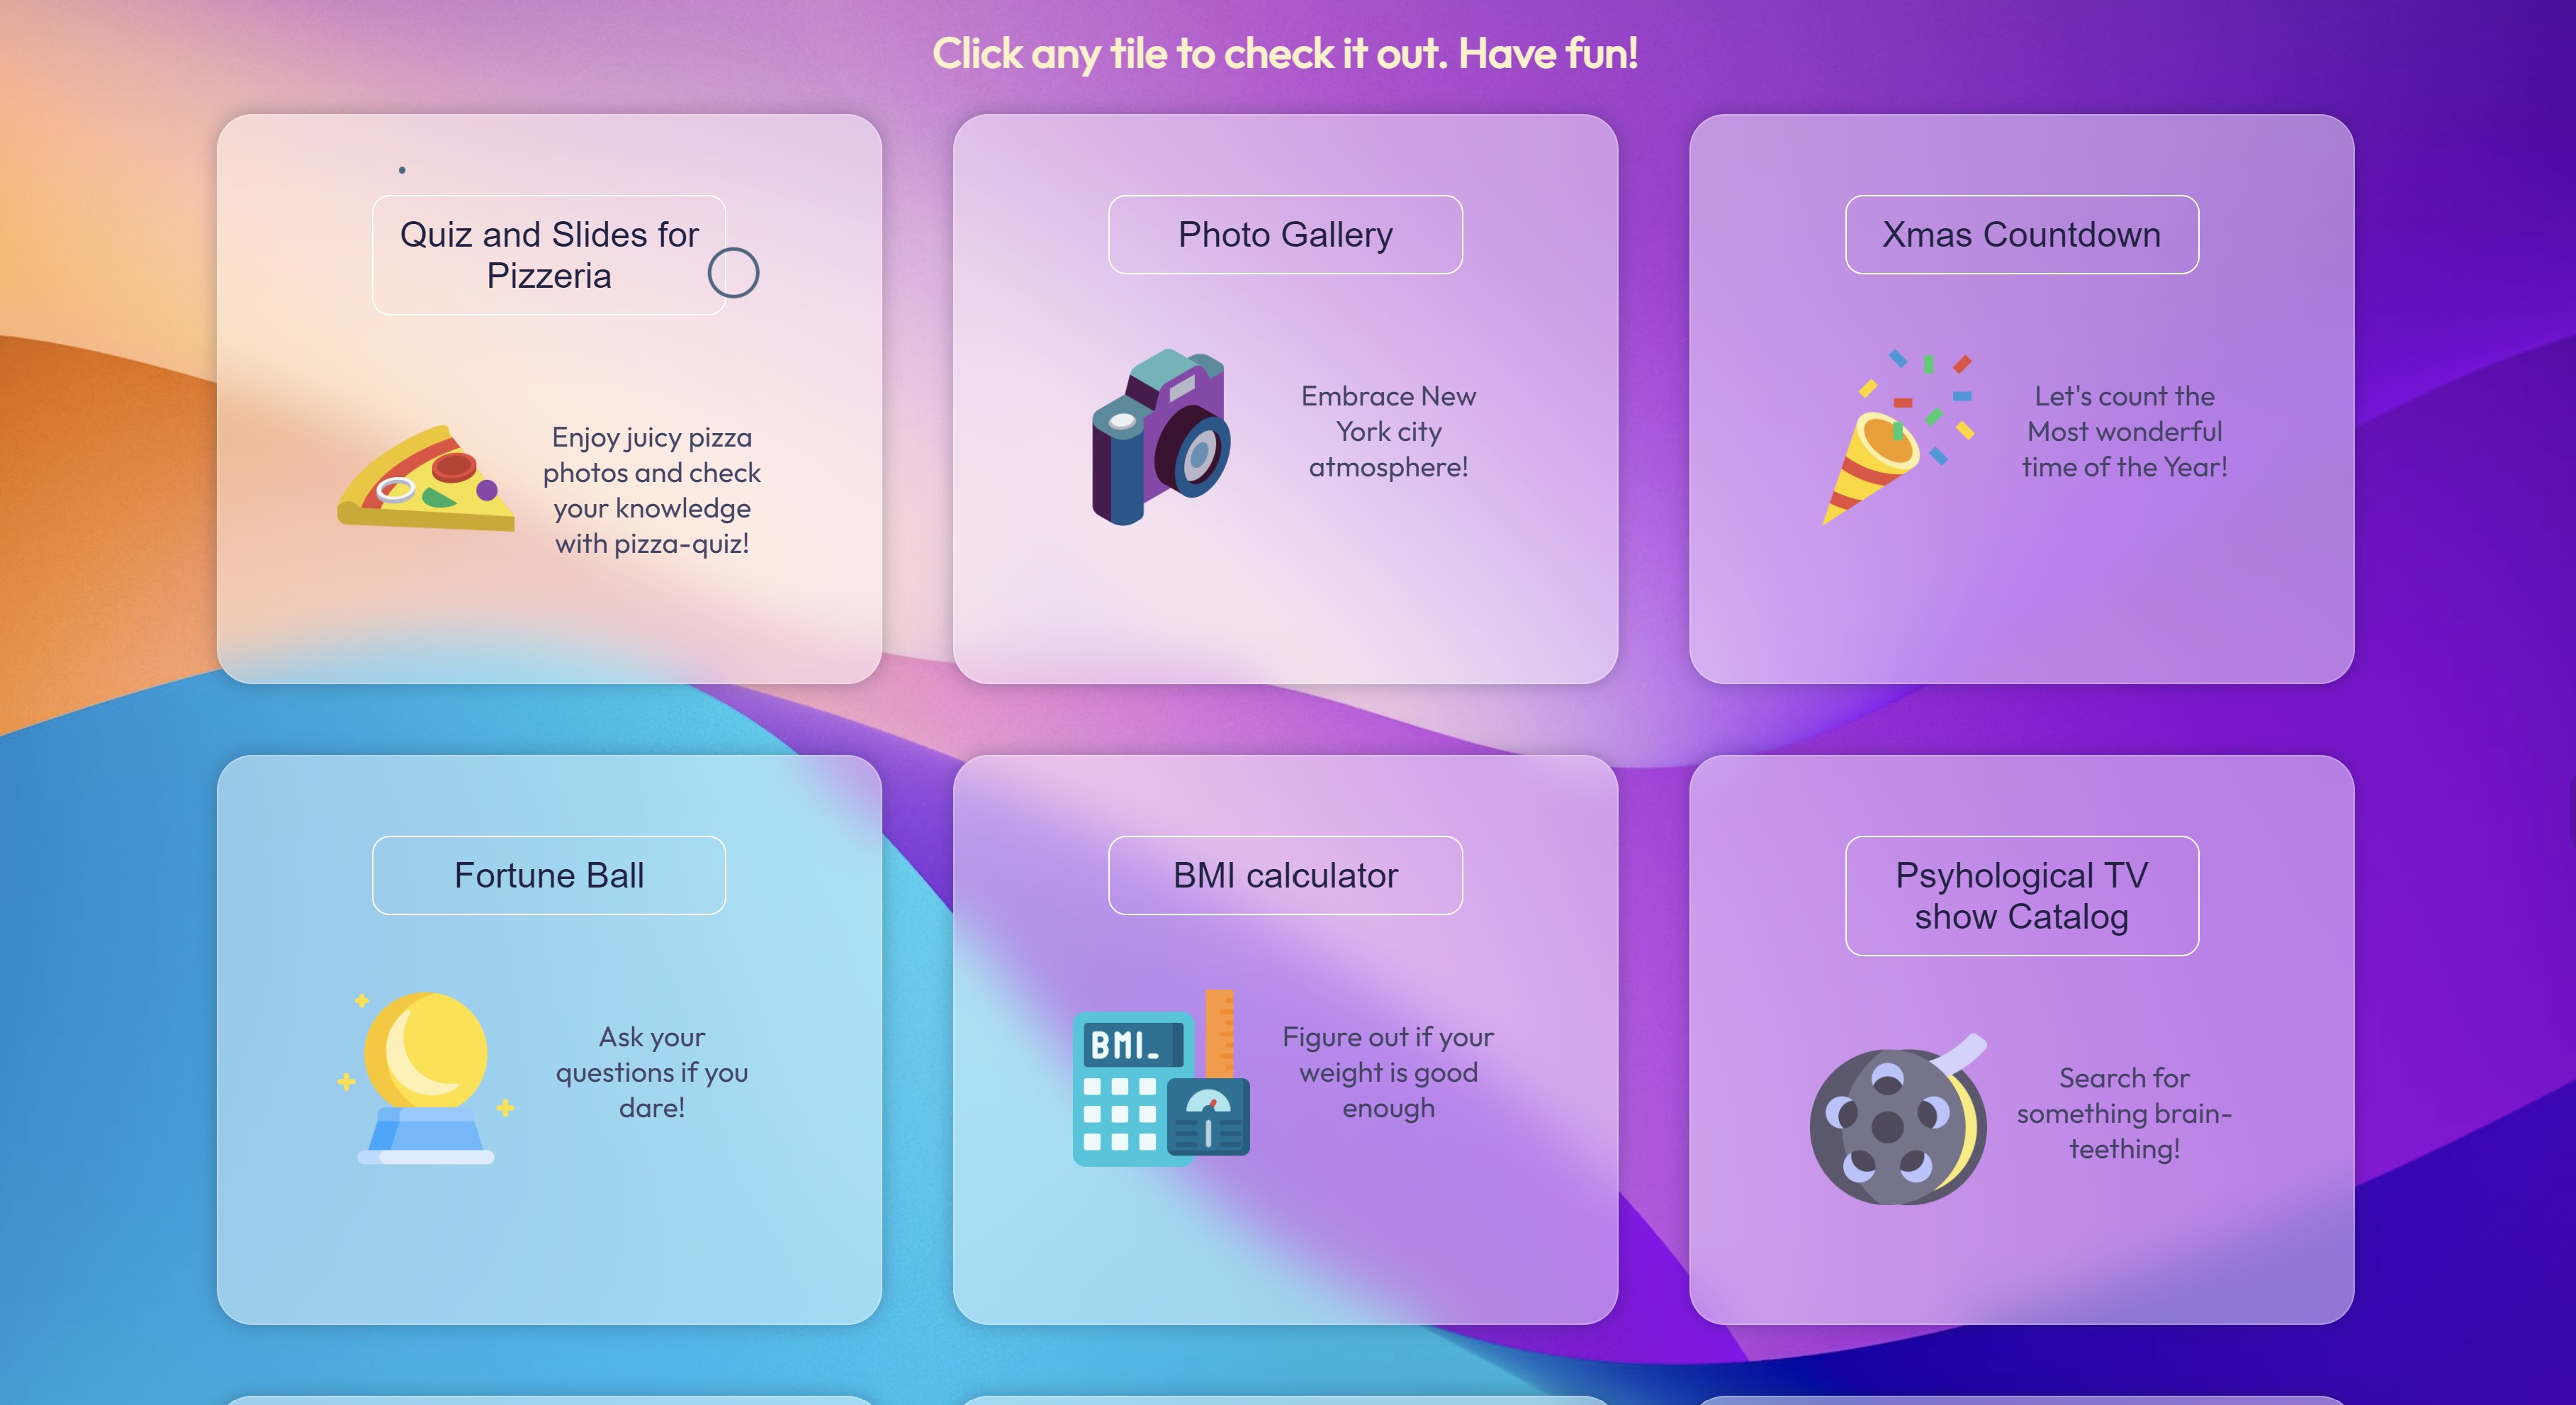 Click any tile to check it out. Have fun!
Quiz and Slides for
Pizzeria
Enjoy juicy pizza
photos and check
your knowledge
with pizza-quiz!
Photo Gallery
Embrace New
York city
atmosphere!
Xmas Countdown
Let's count the
Most wonderful
time of the Year!
Fortune Ball
Ask your
questions if you
dare!
BMI calculator
BMI_
Figure out if your
weight is good
enough
Psyhological TV
show Catalog
Search for
something brain-
teething!